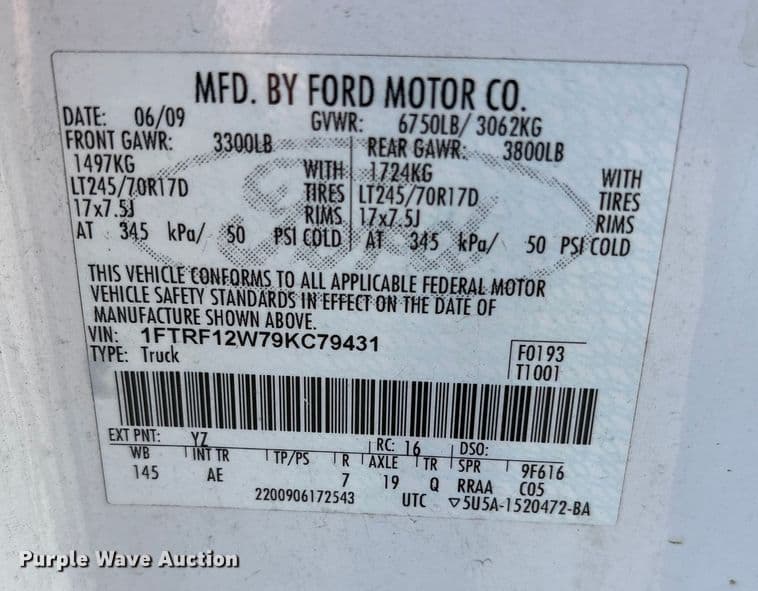 MFD. BY FORD MOTOR CO.
DATE: 06/09 GVWR: 6750LB/ 3062KG
FRONT GAWR: 3300LB REAR GAWR: 3800LB
1497KG WITH 1724KG WITH
LT245/70R17D TIRES LT245/70R17D TIRES
17x7.5J RIMS 17x7.5J RIMS
AT 345 kPa/ 50 PSI COLD AT 345 kPa/ 50 PSI COLD
THIS VEHICLE CONFORMS TO ALL APPLICABLE FEDERAL MOTOR
VEHICLE SAFETY STANDARDS IN EFFECT ON THE DATE OF
MANUFACTURE SHOWN ABOVE.
VIN: 1FTRF12W79KC79431
TYPE: Truck
F0193
T1001
EXT PNT: YZ RC: 16 DSO:
WB INT TR TP/PS R AXLE TR SPR 9F616
145 AE 7 19 Q RRAA C05
2200906172543 UTC ▽5U5A-1520472-BA
Purple Wave Auction